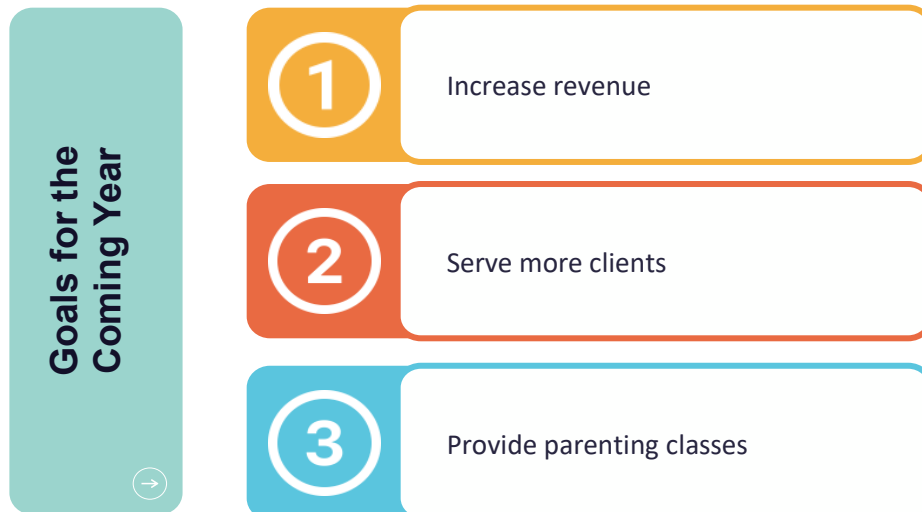 Goals for the
Coming Year
1
Increase revenue
2
Serve more clients
3
Provide parenting classes